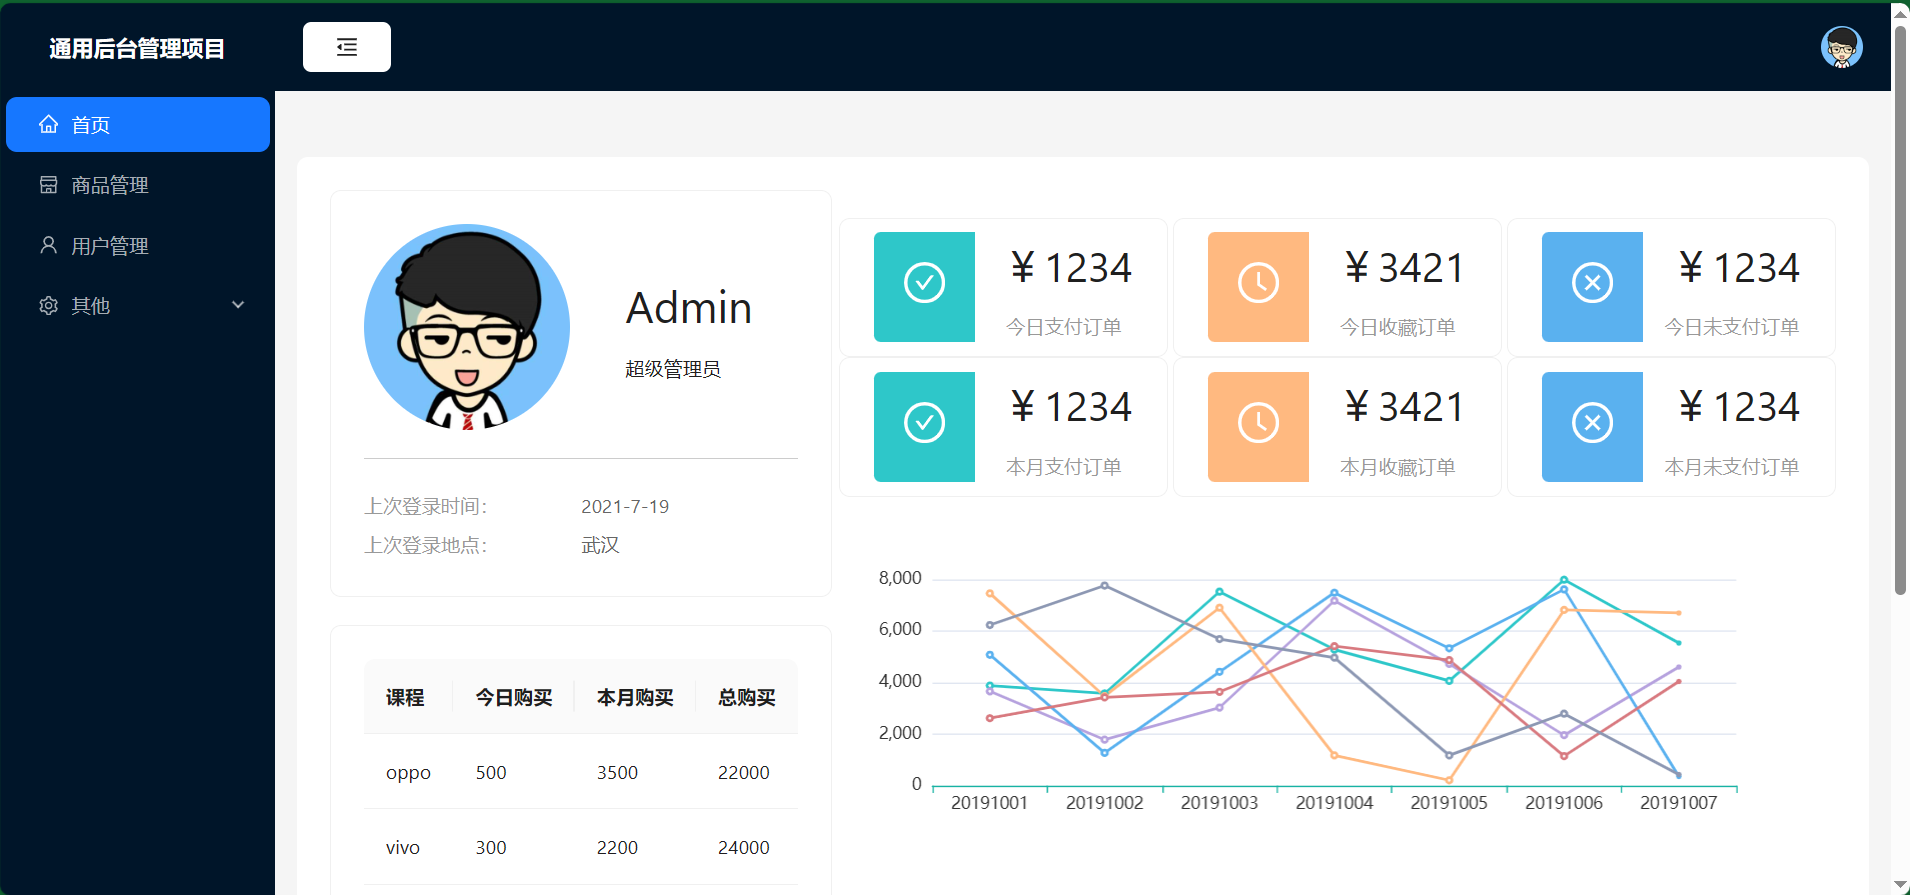 通用后台管理项目
首页
商品管理
用户管理
其他
Admin
超级管理员
上次登录时间：
2021-7-19
上次登录地点：
武汉
课程 今日购买 本月购买 总购买
oppo 500 3500 22000
vivo 300 2200 24000
¥ 1234
今日支付订单
¥ 3421
今日收藏订单
¥ 1234
今日未支付订单
¥ 1234
本月支付订单
¥ 3421
本月收藏订单
¥ 1234
本月未支付订单
8,000
6,000
4,000
2,000
0
20191001 20191002 20191003 20191004 20191005 20191006 20191007